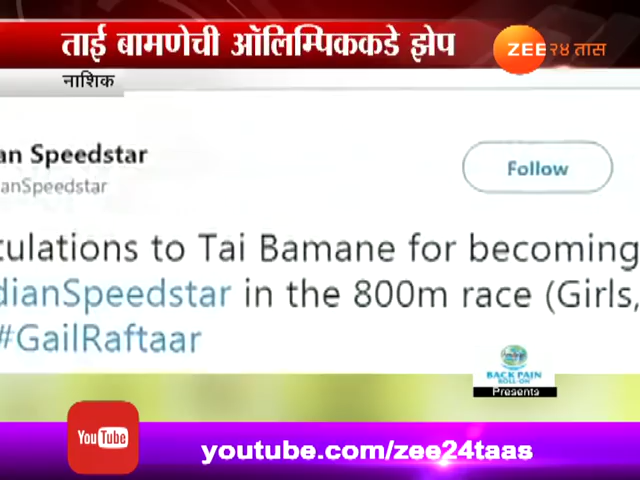 ताई बामणेची ऑलिम्पिककडे झेप
ZEE २४ तास
नाशिक
an Speedstar
anSpeedstar
Follow
tulations to Tai Bamane for becoming
dianSpeedstar in the 800m race (Girls,
#GailRaftaar
BACK PAIN
ROLL-ON
Presents
YouTube
youtube.com/zee24taas